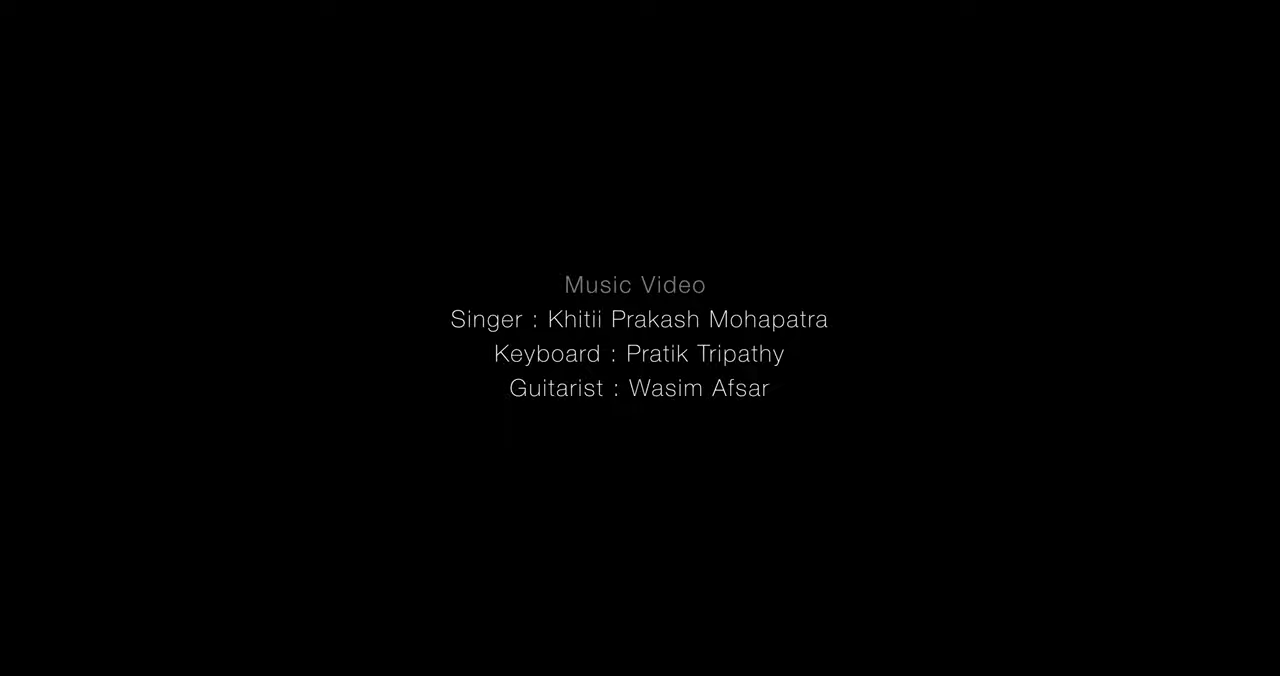 Music Video
Singer : Khitii Prakash Mohapatra
Keyboard : Pratik Tripathy
Guitarist : Wasim Afsar